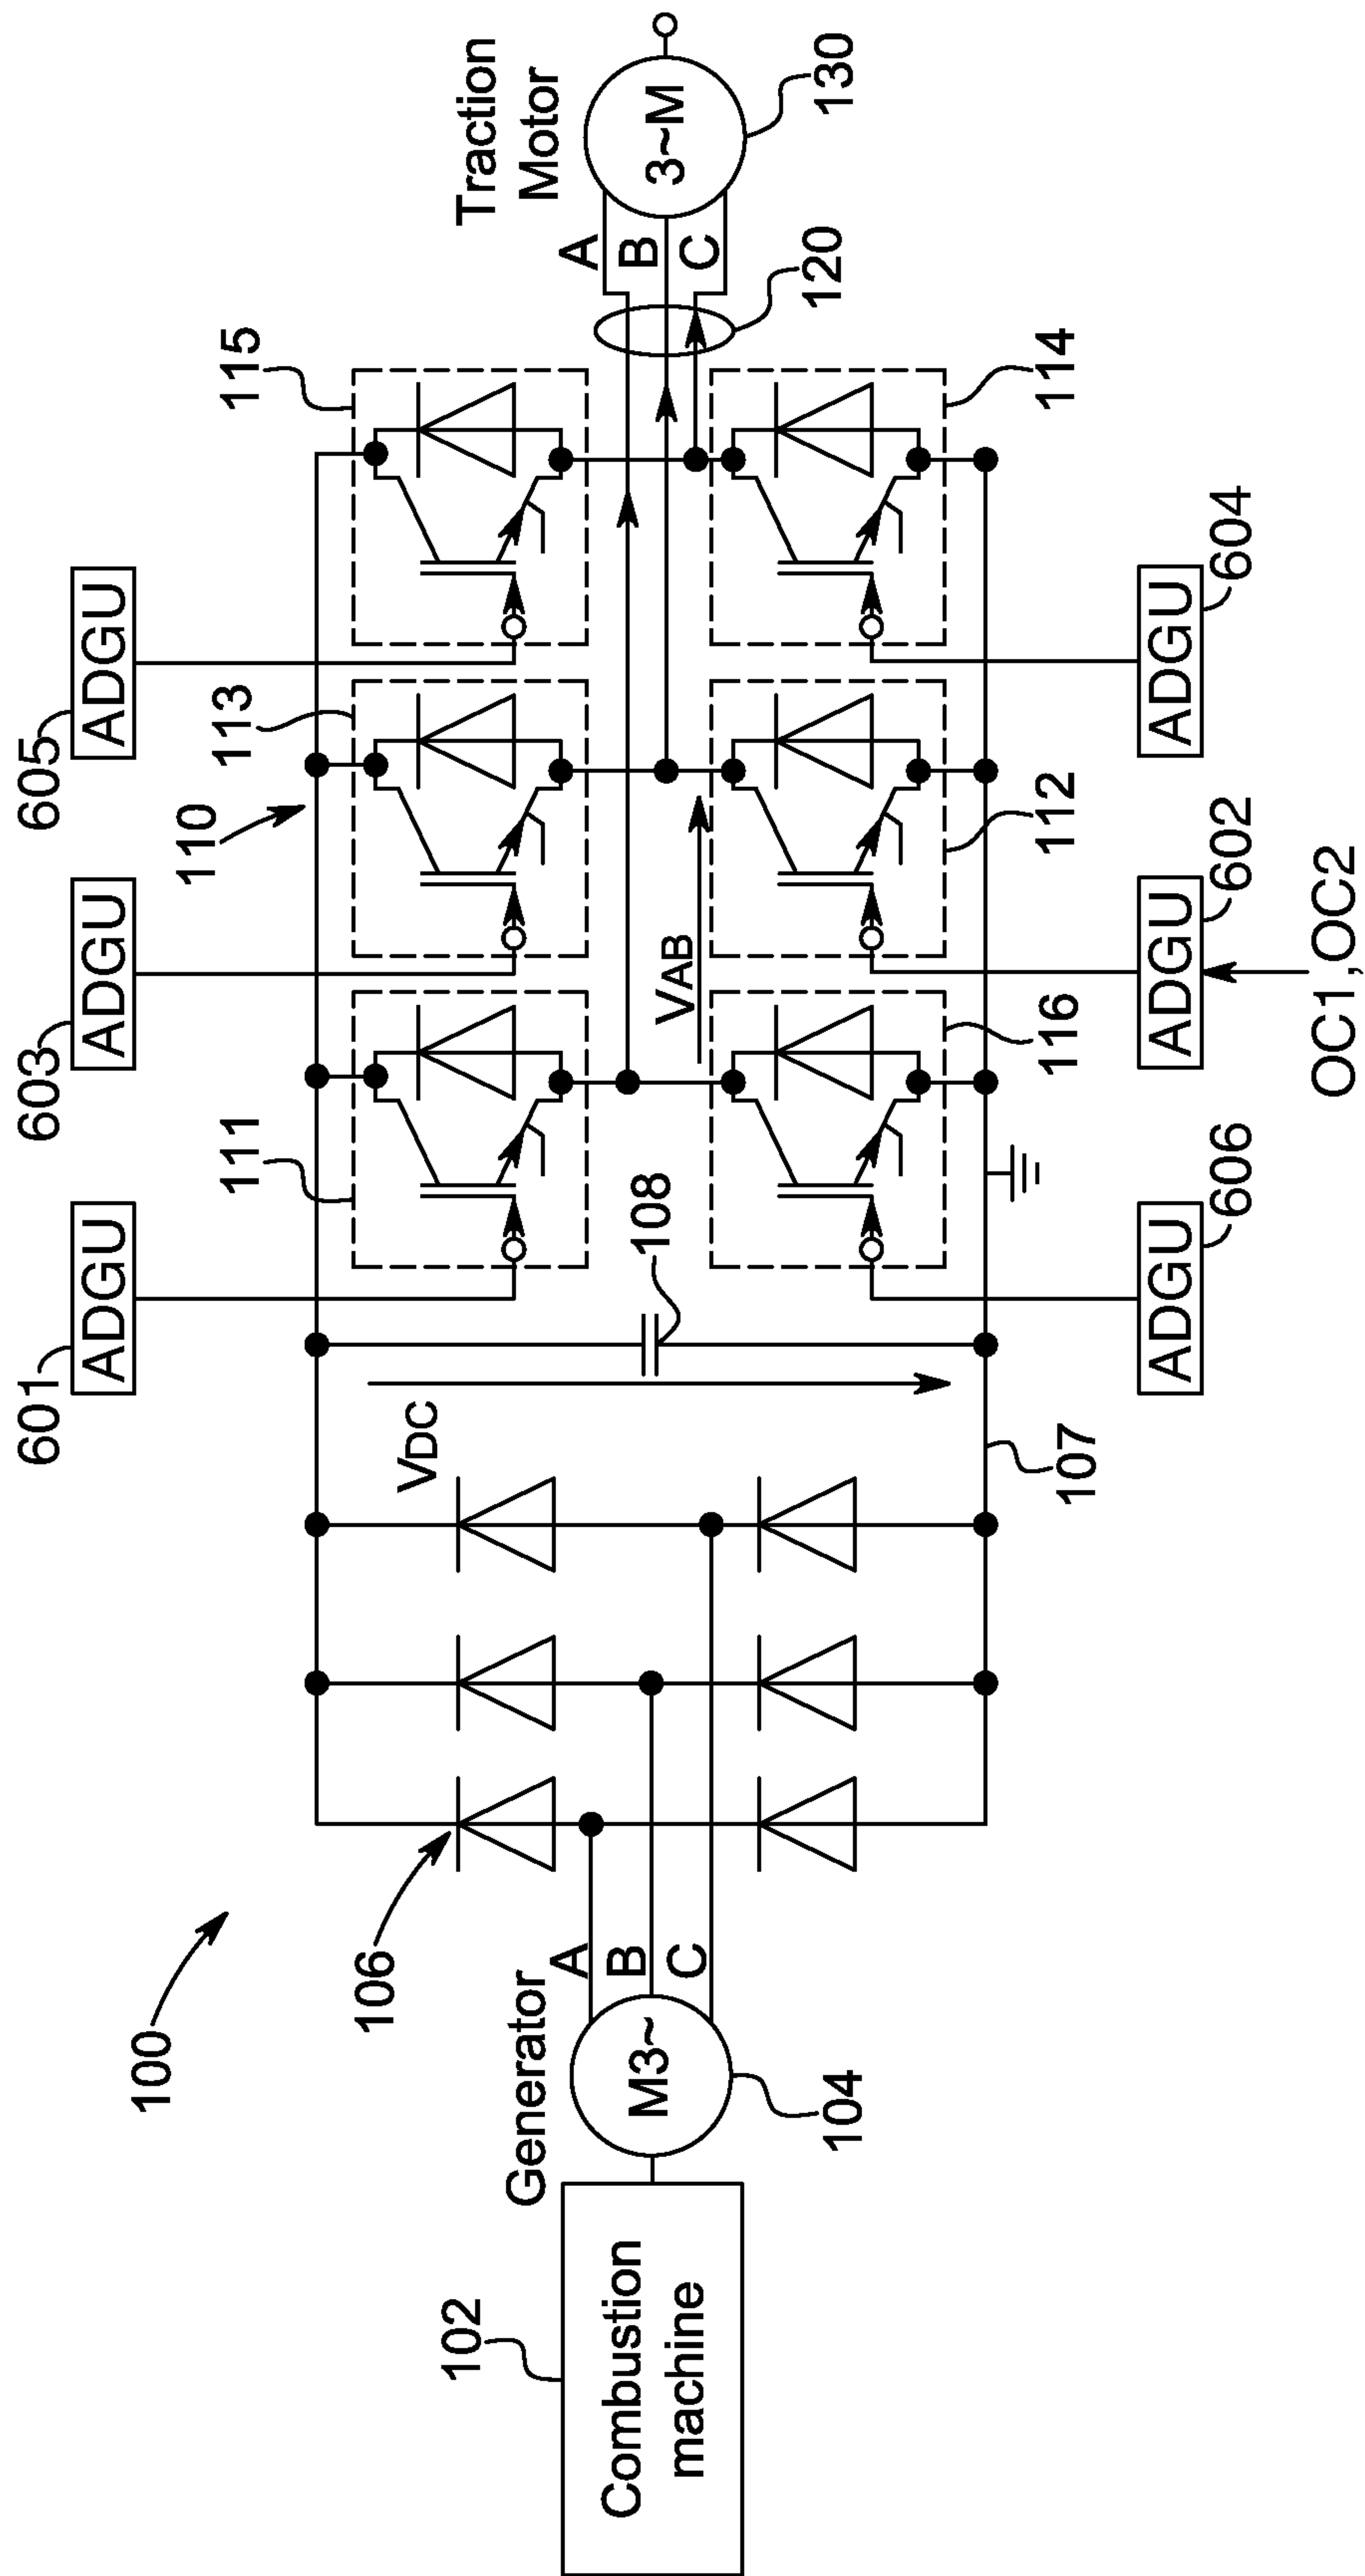 601
603
605
ADGU
ADGU
ADGU
110
111
113
115
100
106
VDC
108
VAB
Traction
Motor
A
B
C
3~M
130
120
102
Combustion
machine
Generator
M3~
104
A
B
C
107
116
112
114
ADGU
ADGU
ADGU
606
602
604
OC1,OC2